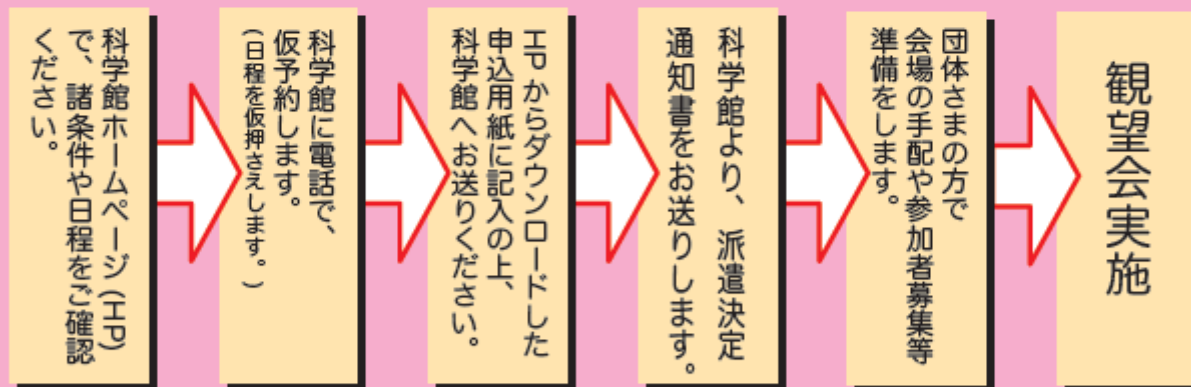 科学館ホームページ(HP)
で、諸条件や日程をご確認
ください。
科学館に電話で、
仮予約します。
(日程を仮押さえします。)
HPからダウンロードした
申込用紙に記入の上、
科学館へお送りください。
科学館より、派遣決定
通知書をお送りします。
団体さまの方で
会場の手配や参加者募集等
準備をします。
観望会実施